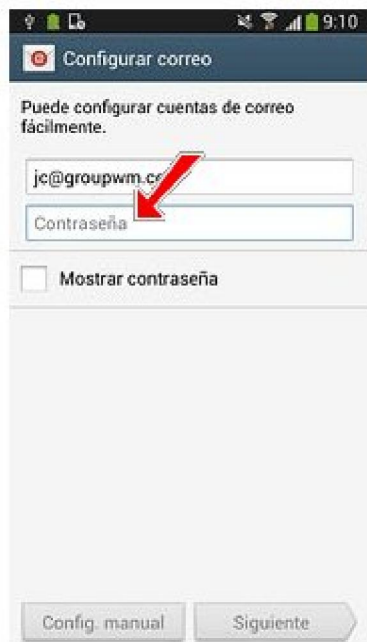 9:10
Configurar correo
Puede configurar cuentas de correo
fácilmente.
jc@groupwm.co
Contraseña
Mostrar contraseña
Config. manual
Siguiente